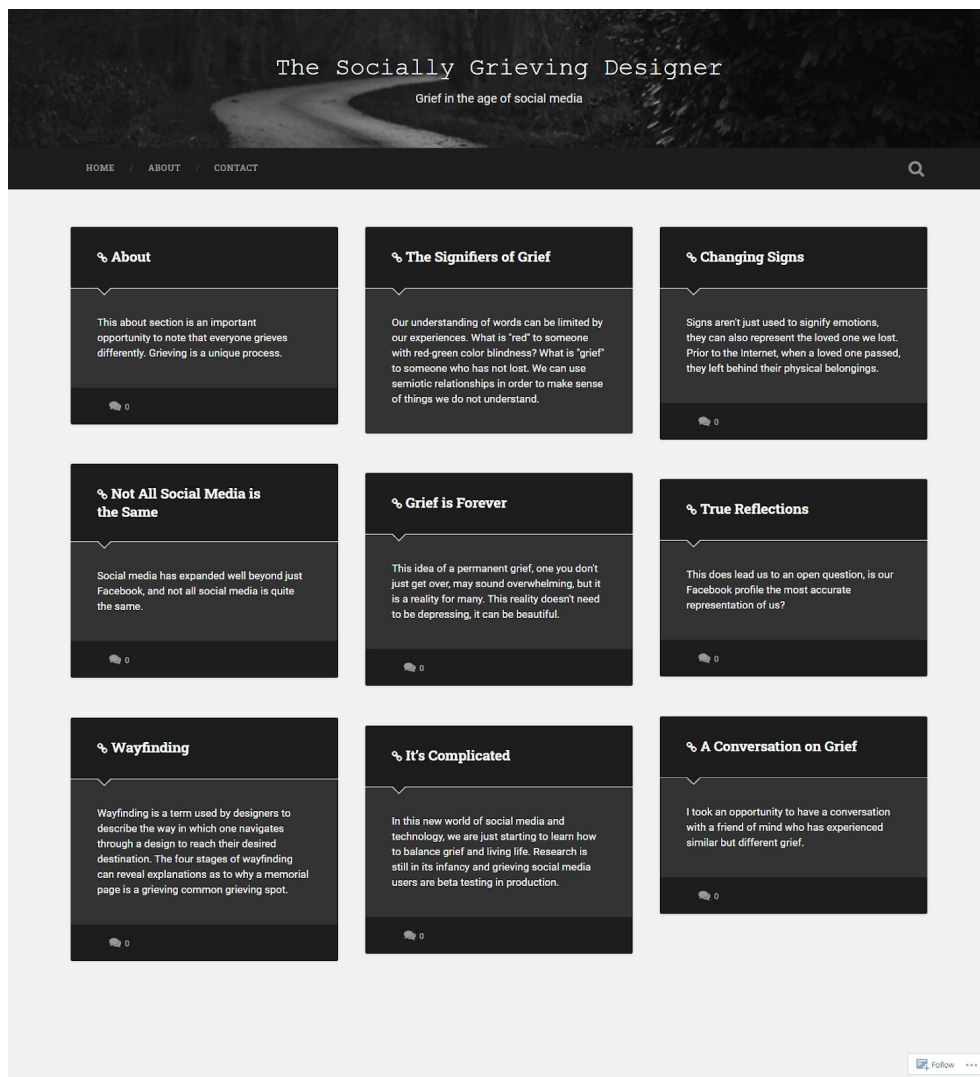 The Socially Grieving Designer
Grief in the age of social media
HOME / ABOUT / CONTACT
About
This about section is an important
opportunity to note that everyone grieves
differently. Grieving is a unique process.
0
The Signifiers of Grief
Our understanding of words can be limited by
our experiences. What is "red" to someone
with red-green color blindness? What is "grief"
to someone who has not lost. We can use
semiotic relationships in order to make sense
of things we do not understand.
Changing Signs
Signs aren't just used to signify emotions,
they can also represent the loved one we lost.
Prior to the Internet, when a loved one passed,
they left behind their physical belongings.
0
Not All Social Media is
the Same
Social media has expanded well beyond just
Facebook, and not all social media is quite
the same.
0
Grief is Forever
This idea of a permanent grief, one you don't
just get over, may sound overwhelming, but it
is a reality for many. This reality doesn't need
to be depressing, it can be beautiful.
0
True Reflections
This does lead us to an open question, is our
Facebook profile the most accurate
representation of us?
0
Wayfinding
Wayfinding is a term used by designers to
describe the way in which one navigates
through a design to reach their desired
destination. The four stages of wayfinding
can reveal explanations as to why a memorial
page is a grieving common grieving spot.
0
It's Complicated
In this new world of social media and
technology, we are just starting to learn how
to balance grief and living life. Research is
still in its infancy and grieving social media
users are beta testing in production.
0
A Conversation on Grief
I took an opportunity to have a conversation
with a friend of mind who has experienced
similar but different grief.
0
Follow